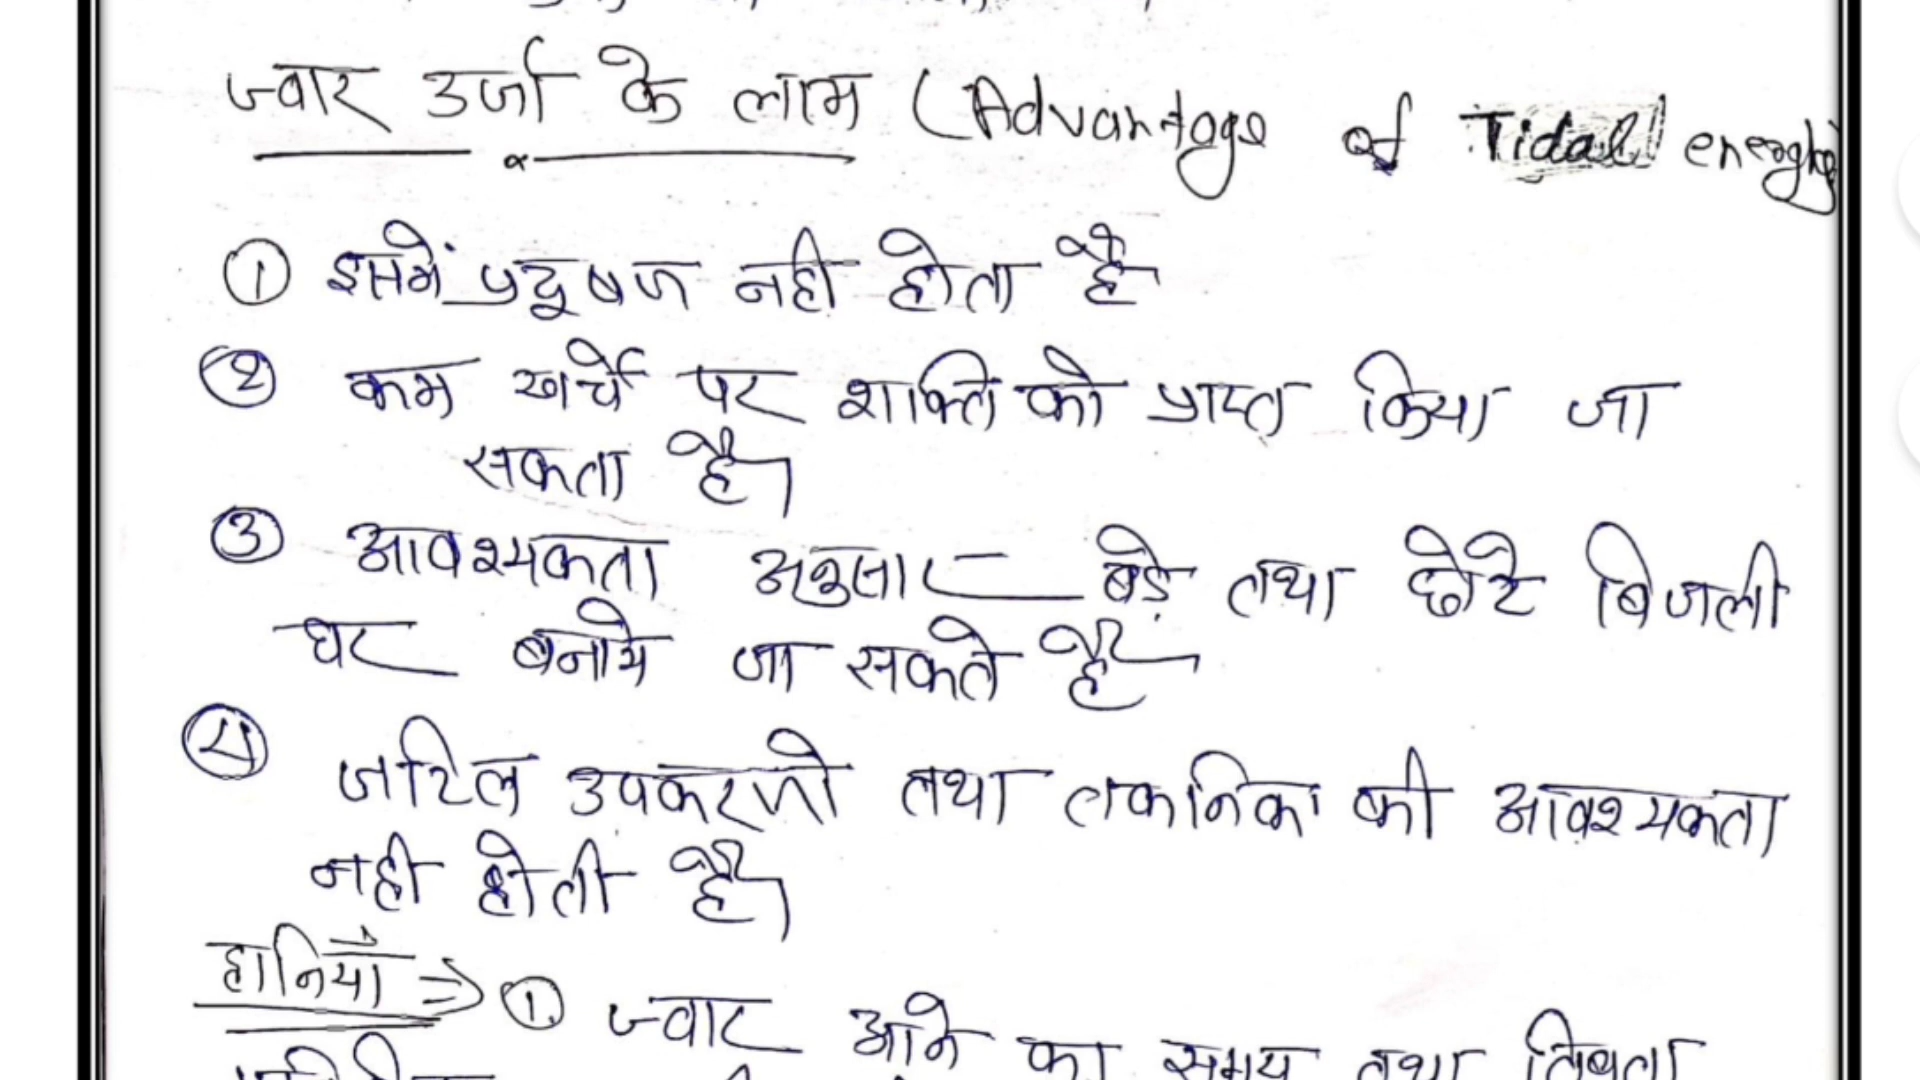 ज्वार उर्जा के लाभ (Advantage of Tidal energy
① इसमें प्रदूषण नही होता है
② कम खर्चे पर शक्ति को प्राप्त किया जा
सकता है।
③ आवश्यकता अनुसार बड़े तथा छोटे बिजली
घर बनाये जा सकते है
④ जटिल उपकरणो तथा तकनिक की आवश्यकता
नही होती है।
हानियाँ ⇒ ① ज्वार आने का समय तथा तिव्रता